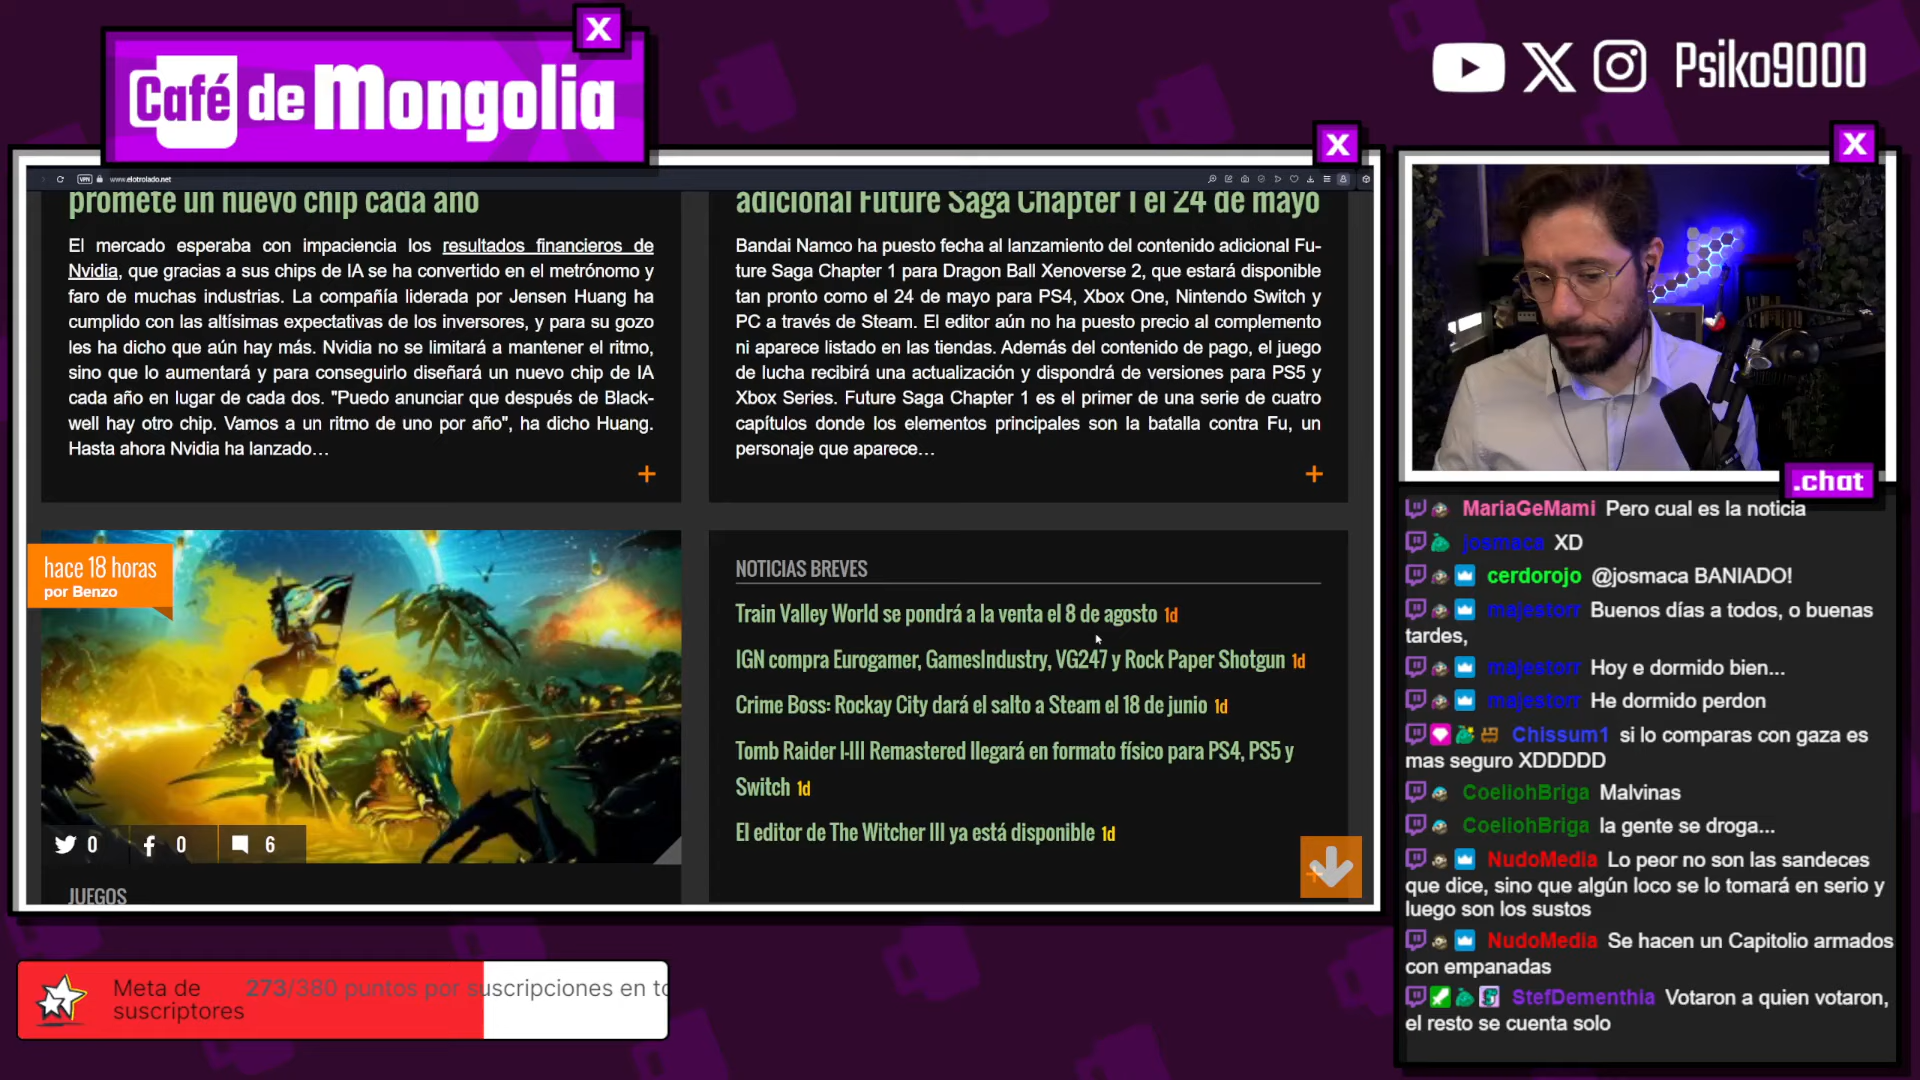 Café de Mongolia
X
Psiko9000
X
X
VPN
www.elotrolado.net
promete un nuevo chip cada año
El mercado esperaba con impaciencia los resultados financieros de
Nvidia, que gracias a sus chips de IA se ha convertido en el metrónomo y
faro de muchas industrias. La compañía liderada por Jensen Huang ha
cumplido con las altísimas expectativas de los inversores, y para su gozo
les ha dicho que aún hay más. Nvidia no se limitará a mantener el ritmo,
sino que lo aumentará y para conseguirlo diseñará un nuevo chip de IA
cada año en lugar de cada dos. "Puedo anunciar que después de Black-
well hay otro chip. Vamos a un ritmo de uno por año", ha dicho Huang.
Hasta ahora Nvidia ha lanzado…
+
adicional Future Saga Chapter 1 el 24 de mayo
Bandai Namco ha puesto fecha al lanzamiento del contenido adicional Fu-
ture Saga Chapter 1 para Dragon Ball Xenoverse 2, que estará disponible
tan pronto como el 24 de mayo para PS4, Xbox One, Nintendo Switch y
PC a través de Steam. El editor aún no ha puesto precio al complemento
ni aparece listado en las tiendas. Además del contenido de pago, el juego
de lucha recibirá una actualización y dispondrá de versiones para PS5 y
Xbox Series. Future Saga Chapter 1 es el primer de una serie de cuatro
capítulos donde los elementos principales son la batalla contra Fu, un
personaje que aparece…
+
hace 18 horas
por Benzo
0
0
6
JUEGOS
NOTICIAS BREVES
Train Valley World se pondrá a la venta el 8 de agosto 1d
IGN compra Eurogamer, GamesIndustry, VG247 y Rock Paper Shotgun 1d
Crime Boss: Rockay City dará el salto a Steam el 18 de junio 1d
Tomb Raider I-III Remastered llegará en formato físico para PS4, PS5 y
Switch 1d
El editor de The Witcher III ya está disponible 1d
.chat
MariaGeMami Pero cual es la noticia
josmaca XD
cerdorojo @josmaca BANIADO!
majestorr Buenos días a todos, o buenas
tardes,
majestorr Hoy e dormido bien...
majestorr He dormido perdon
Chissum1 si lo comparas con gaza es
mas seguro XDDDDD
CoeliohBriga Malvinas
CoeliohBriga la gente se droga...
NudoMedia Lo peor no son las sandeces
que dice, sino que algún loco se lo tomará en serio y
luego son los sustos
NudoMedia Se hacen un Capitolio armados
con empanadas
StefDementhia Votaron a quien votaron,
el resto se cuenta solo
Meta de
suscriptores
273/380 puntos por suscripciones en to